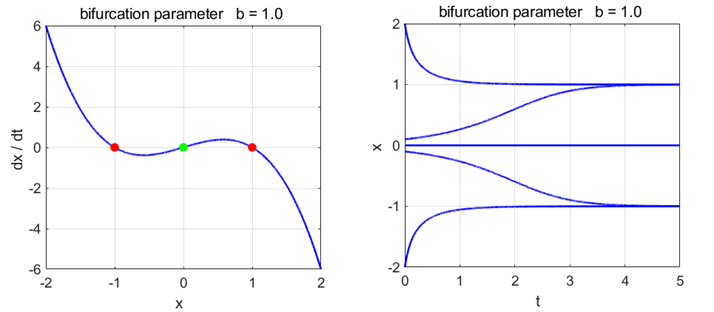 bifurcation parameter b = 1.0
6
4
2
0
-2
-4
-6
dx / dt
-2 -1 0 1 2
x
bifurcation parameter b = 1.0
2
1
0
-1
-2
x
0 1 2 3 4 5
t